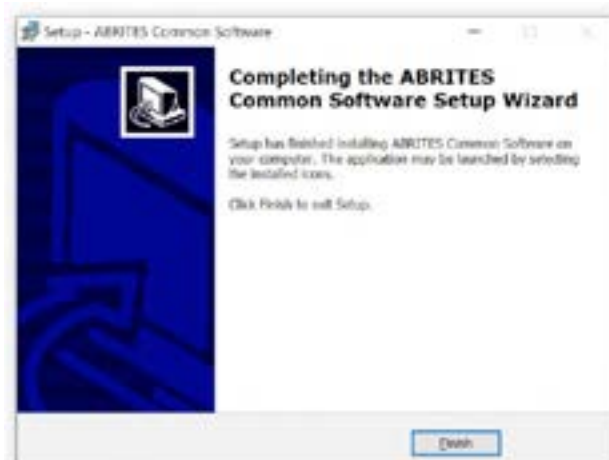 Setup - ABRITES Common Software
Completing the ABRITES
Common Software Setup Wizard
Setup has finished installing ABRITES Common Software on
your computer. The application may be launched by selecting
the installed icons.
Click Finish to exit Setup.
Finish